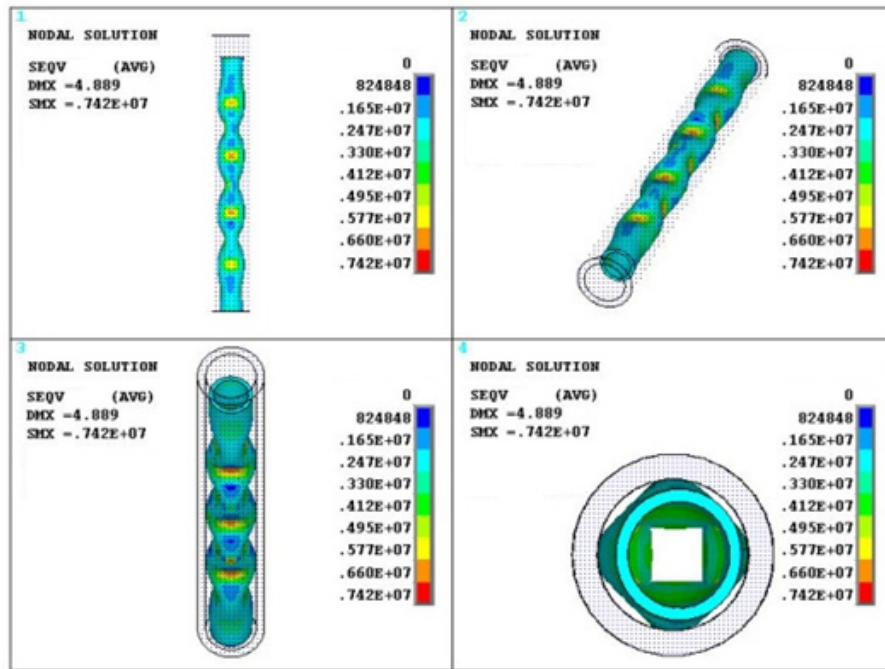 1
NODAL SOLUTION
SEQV (AVG)
DMX =4.889
SMX =.742E+07
0
824848
.165E+07
.247E+07
.330E+07
.412E+07
.495E+07
.577E+07
.660E+07
.742E+07
2
NODAL SOLUTION
SEQV (AVG)
DMX =4.889
SMX =.742E+07
0
824848
.165E+07
.247E+07
.330E+07
.412E+07
.495E+07
.577E+07
.660E+07
.742E+07
3
NODAL SOLUTION
SEQV (AVG)
DMX =4.889
SMX =.742E+07
0
824848
.165E+07
.247E+07
.330E+07
.412E+07
.495E+07
.577E+07
.660E+07
.742E+07
4
NODAL SOLUTION
SEQV (AVG)
DMX =4.889
SMX =.742E+07
0
824848
.165E+07
.247E+07
.330E+07
.412E+07
.495E+07
.577E+07
.660E+07
.742E+07